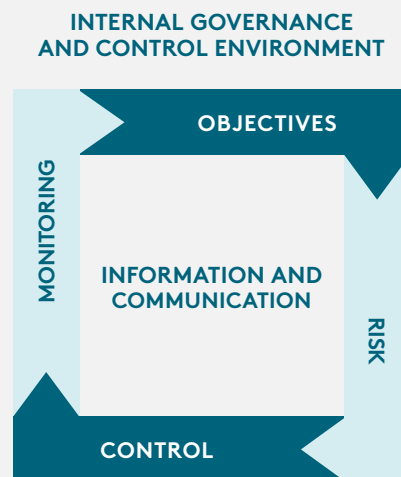 INTERNAL GOVERNANCE
AND CONTROL ENVIRONMENT
OBJECTIVES
MONITORING
INFORMATION AND
COMMUNICATION
RISK
CONTROL